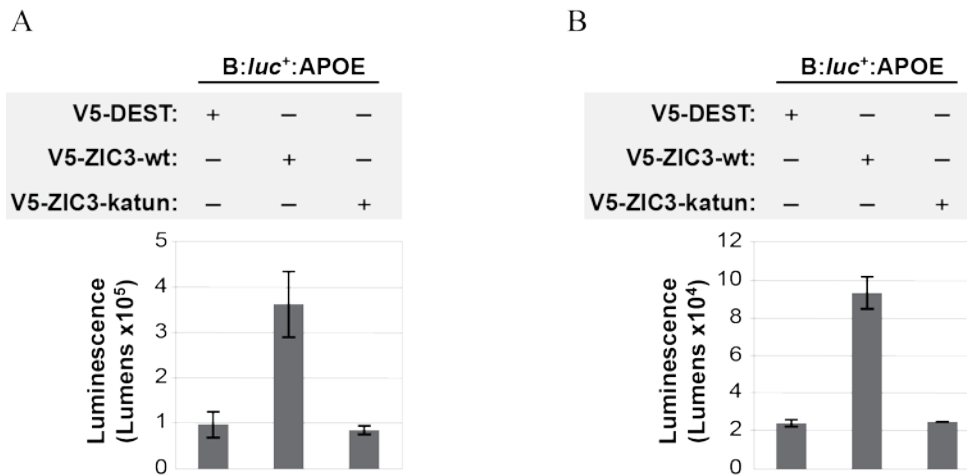 A
B:luc⁺:APOE
V5-DEST: + – –
V5-ZIC3-wt: – + –
V5-ZIC3-katun: – – +
Luminescence
(Lumens x10⁵)
5
4
3
2
1
0
B
B:luc⁺:APOE
V5-DEST: + – –
V5-ZIC3-wt: – + –
V5-ZIC3-katun: – – +
Luminescence
(Lumens x10⁴)
12
10
8
6
4
2
0